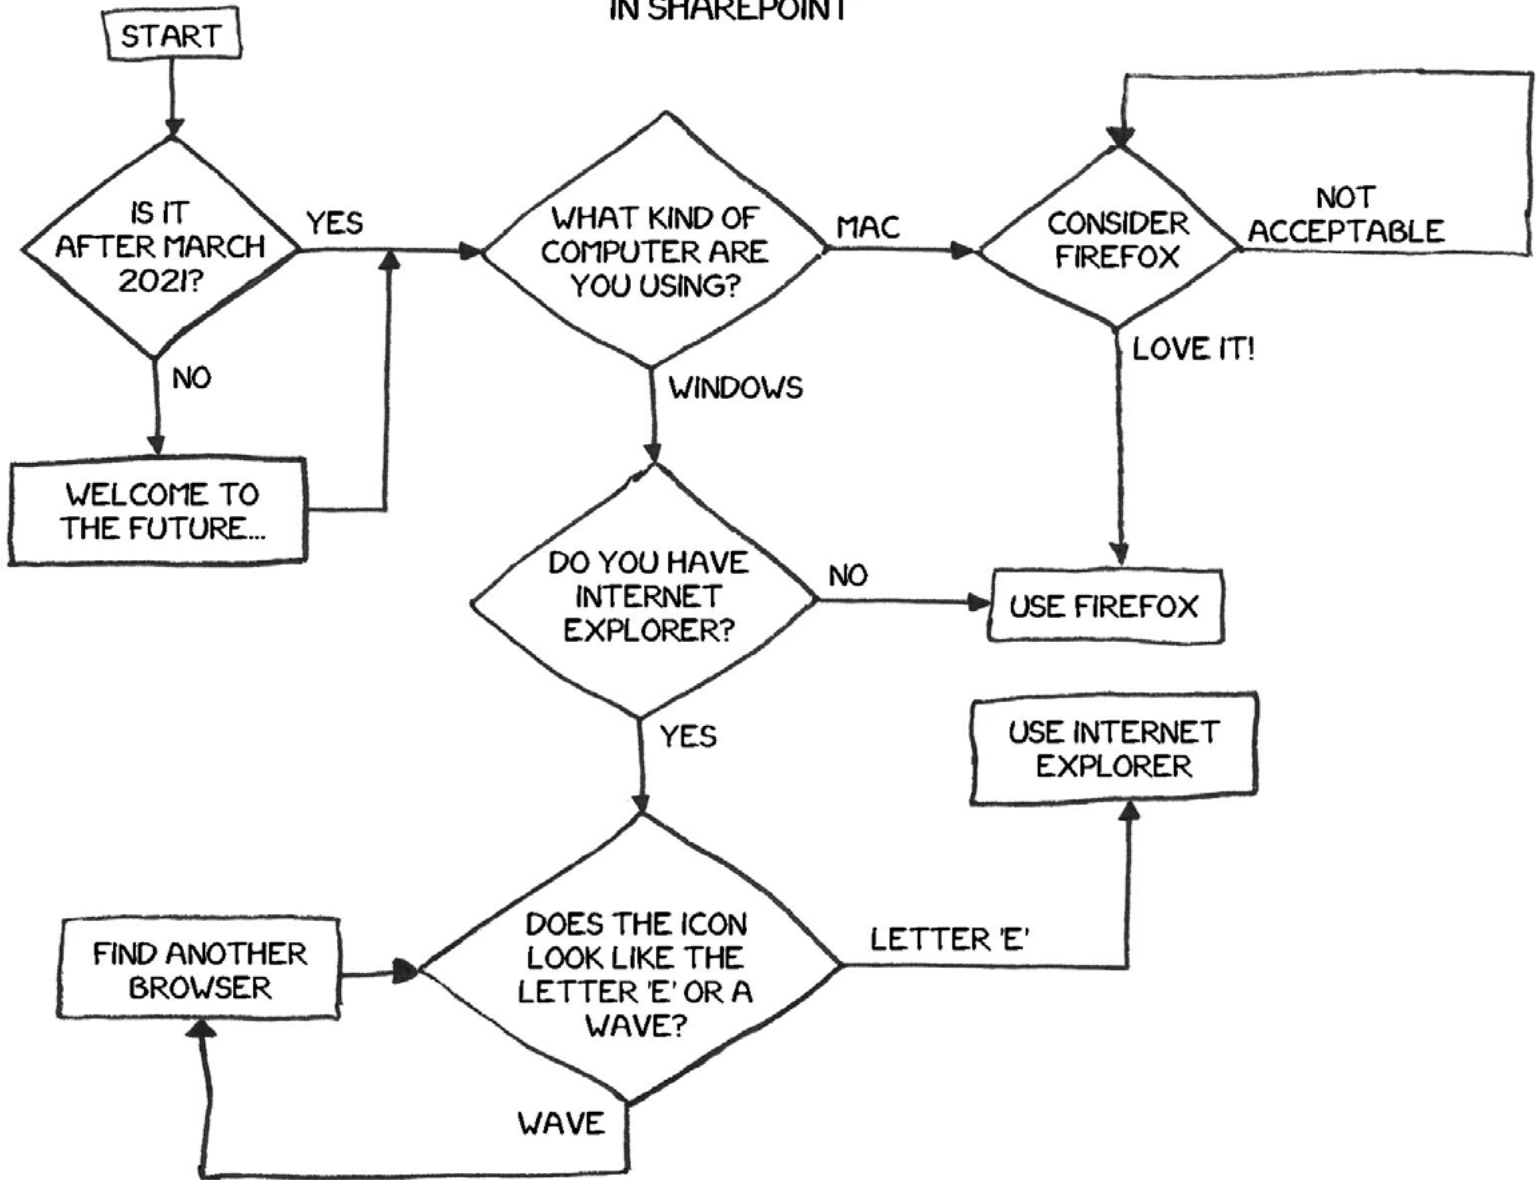 IN SHAREPOINT
START
IS IT
AFTER MARCH
2021?
YES
NO
WELCOME TO
THE FUTURE...
WHAT KIND OF
COMPUTER ARE
YOU USING?
MAC
WINDOWS
CONSIDER
FIREFOX
NOT
ACCEPTABLE
LOVE IT!
DO YOU HAVE
INTERNET
EXPLORER?
NO
USE FIREFOX
YES
USE INTERNET
EXPLORER
DOES THE ICON
LOOK LIKE THE
LETTER 'E' OR A
WAVE?
LETTER 'E'
FIND ANOTHER
BROWSER
WAVE